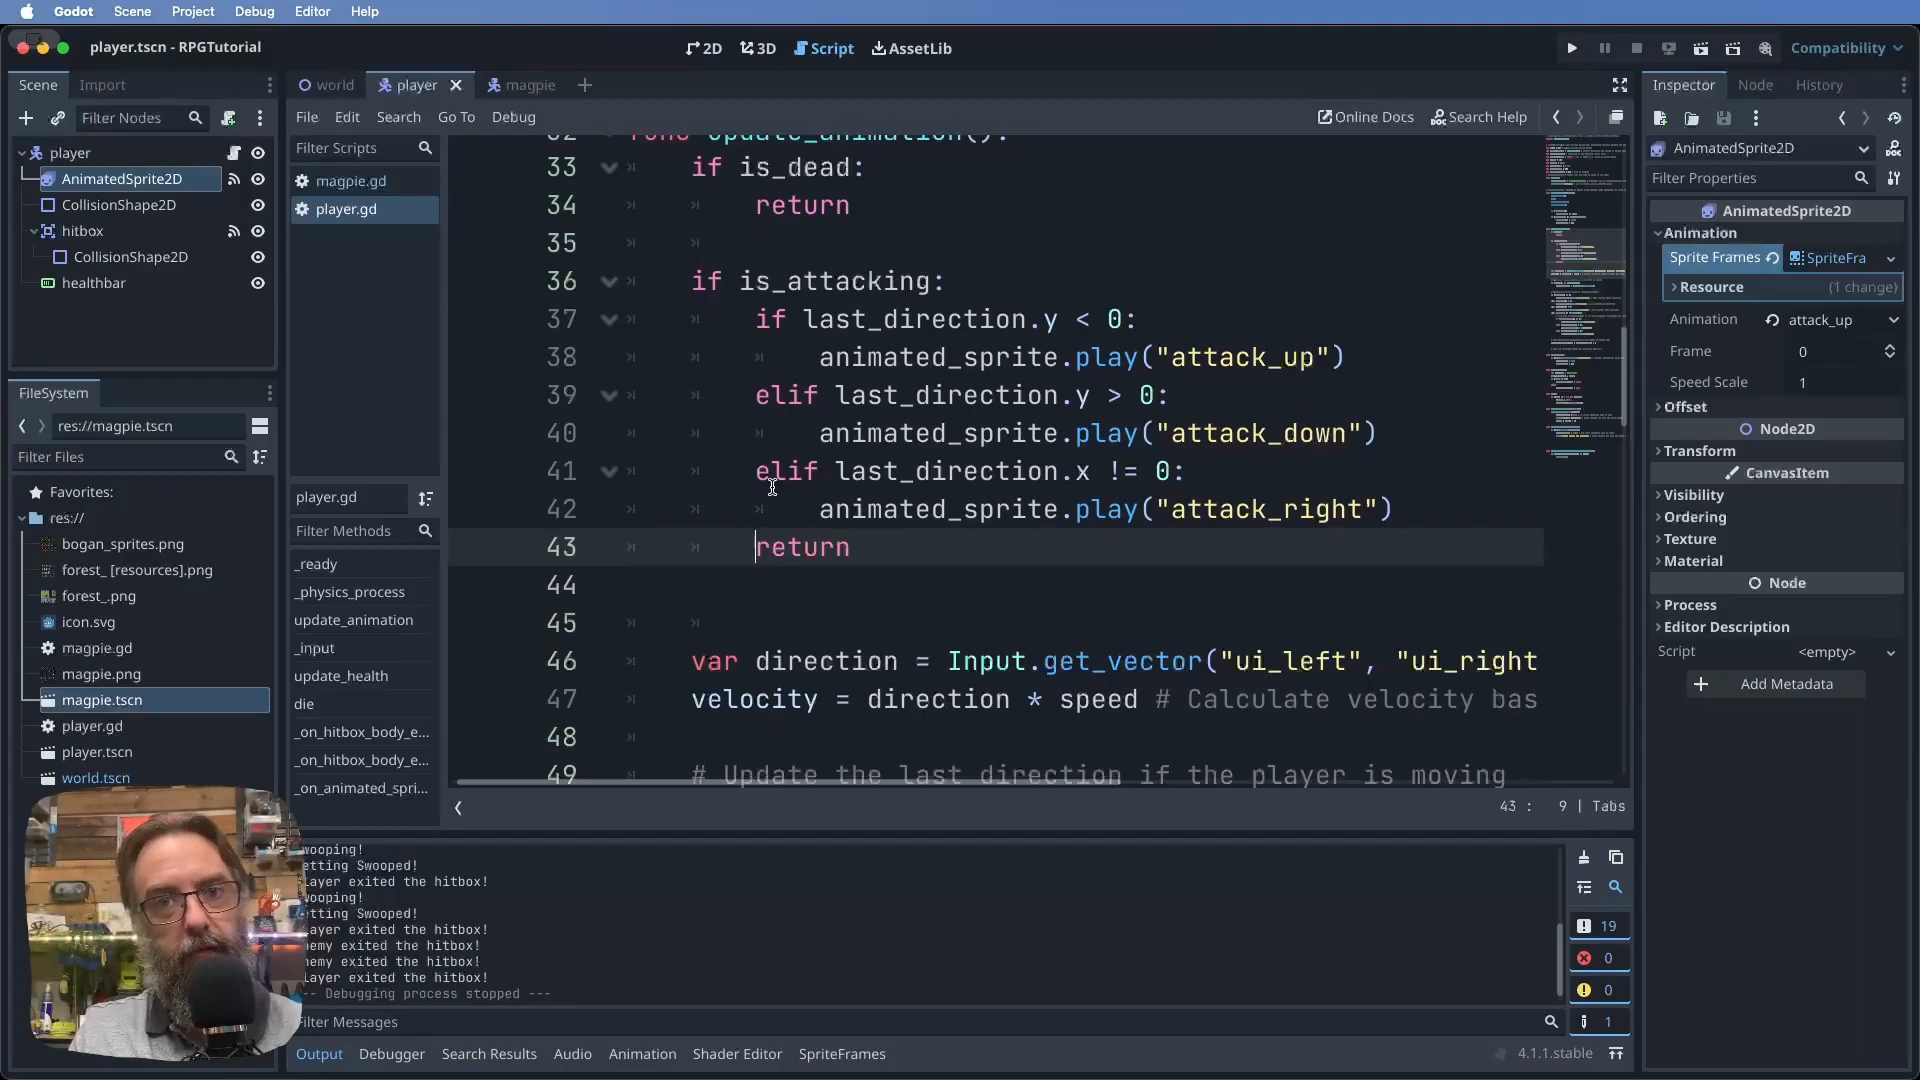 Godot Scene Project Debug Editor Help
player.tscn - RPGTutorial
2D 3D Script AssetLib
Compatibility
Scene Import
Filter Nodes
player
AnimatedSprite2D
CollisionShape2D
hitbox
CollisionShape2D
healthbar
FileSystem
res://magpie.tscn
Filter Files
Favorites:
res://
bogan_sprites.png
forest_ [resources].png
forest_.png
icon.svg
magpie.gd
magpie.png
magpie.tscn
player.gd
player.tscn
world.tscn
world player magpie
File Edit Search Go To Debug
Online Docs Search Help
Filter Scripts
magpie.gd
player.gd
player.gd
Filter Methods
_ready
_physics_process
update_animation
_input
update_health
die
_on_hitbox_body_e...
_on_hitbox_body_e...
_on_animated_spri...
32 func update_animation():
33 if is_dead:
34 return
35
36 if is_attacking:
37 if last_direction.y < 0:
38 animated_sprite.play("attack_up")
39 elif last_direction.y > 0:
40 animated_sprite.play("attack_down")
41 elif last_direction.x != 0:
42 animated_sprite.play("attack_right")
43 return
44
45
46 var direction = Input.get_vector("ui_left", "ui_right
47 velocity = direction * speed # Calculate velocity bas
48
49 # Update the last direction if the player is moving
43 : 9 | Tabs
wooping!
etting Swooped!
layer exited the hitbox!
wooping!
etting Swooped!
layer exited the hitbox!
nemy exited the hitbox!
nemy exited the hitbox!
layer exited the hitbox!
-- Debugging process stopped ---
Filter Messages
19
0
0
1
Output Debugger Search Results Audio Animation Shader Editor SpriteFrames
4.1.1.stable
Inspector Node History
AnimatedSprite2D
Filter Properties
AnimatedSprite2D
Animation
Sprite Frames SpriteFra
Resource (1 change)
Animation attack_up
Frame 0
Speed Scale 1
Offset
Node2D
Transform
CanvasItem
Visibility
Ordering
Texture
Material
Node
Process
Editor Description
Script <empty>
Add Metadata